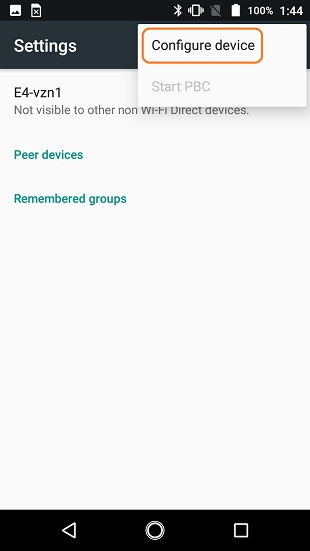 100% 1:44
Settings
Configure device
Start PBC
E4-vzn1
Not visible to other non Wi-Fi Direct devices.
Peer devices
Remembered groups